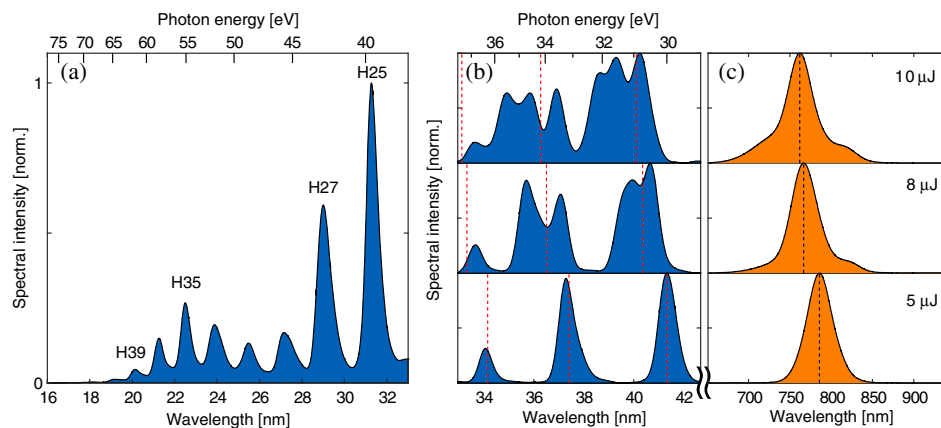 Photon energy [eV]
75 70 65 60 55 50 45 40
(a)
H25
H27
H35
H39
Spectral intensity [norm.]
1
0
16 18 20 22 24 26 28 30 32
Wavelength [nm]
Photon energy [eV]
36 34 32 30
(b)
Spectral intensity [norm.]
34 36 38 40 42
Wavelength [nm]
(c)
10 µJ
8 µJ
5 µJ
700 800 900
Wavelength [nm]